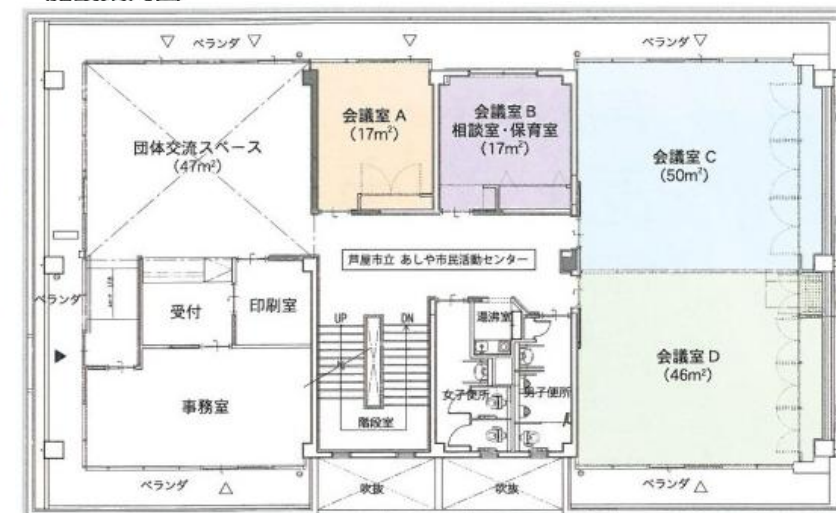 ベランダ
ベランダ
団体交流スペース
(47㎡)
会議室 A
(17㎡)
会議室 B
相談室・保育室
(17㎡)
会議室 C
(50㎡)
芦屋市立 あしや市民活動センター
ベランダ
受付
印刷室
UP
DN
湯沸室
会議室 D
(46㎡)
事務室
階段室
女子便所
男子便所
ベランダ
吹抜
吹抜
ベランダ